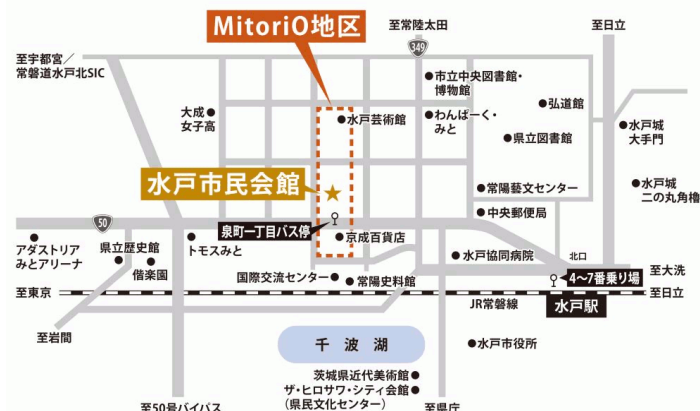 MitoriO地区
至常陸太田
349
至日立
至宇都宮／
常磐道水戸北SIC
市立中央図書館・
博物館
大成
女子高
水戸芸術館
わんぱーく・
みと
弘道館
県立図書館
水戸城
大手門
水戸市民会館
常陽藝文センター
水戸城
二の丸角櫓
中央郵便局
50
泉町一丁目バス停
アダストリア
みとアリーナ
県立歴史館
偕楽園
トモスみと
京成百貨店
水戸協同病院
北口
国際交流センター
常陽史料館
4〜7番乗り場
至大洗
至東京
JR常磐線
水戸駅
至日立
至岩間
千波湖
水戸市役所
茨城県近代美術館
ザ・ヒロサワ・シティ会館
（県民文化センター）
至50号バイパス
至県庁